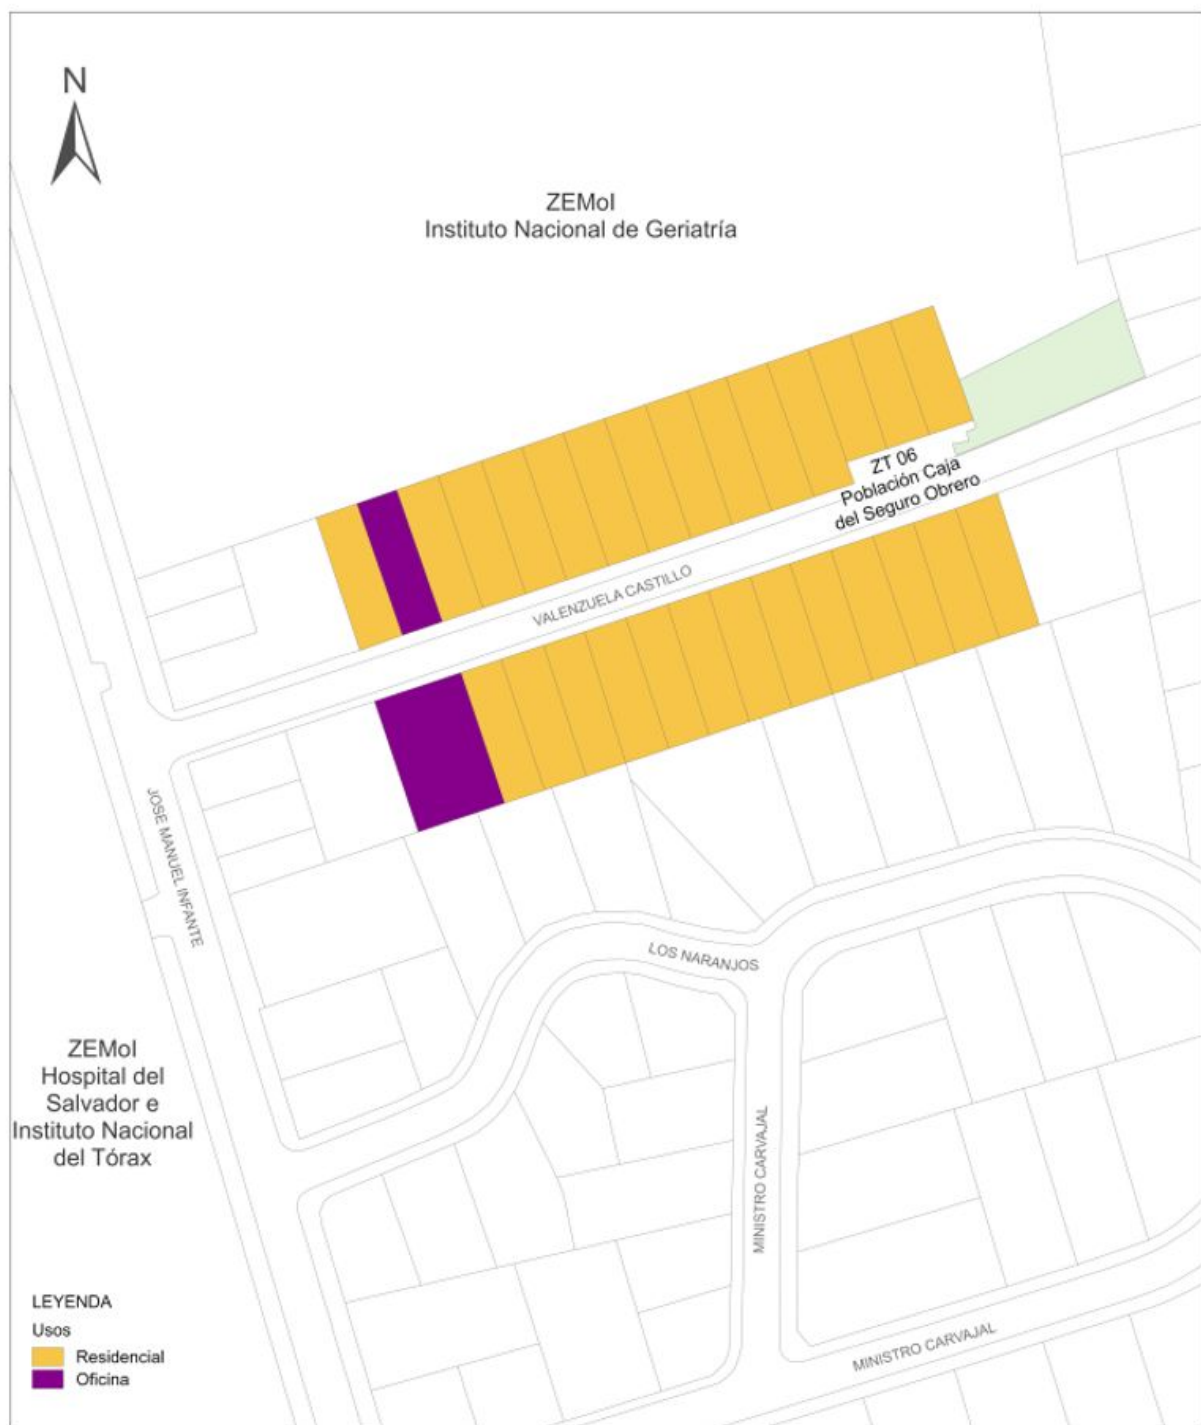 N
ZEMoI
Instituto Nacional de Geriatría
ZT 06
Población Caja
del Seguro Obrero
VALENZUELA CASTILLO
JOSE MANUEL INFANTE
LOS NARANJOS
ZEMoI
Hospital del
Salvador e
Instituto Nacional
del Tórax
MINISTRO CARVAJAL
MINISTRO CARVAJAL
LEYENDA
Usos
Residencial
Oficina